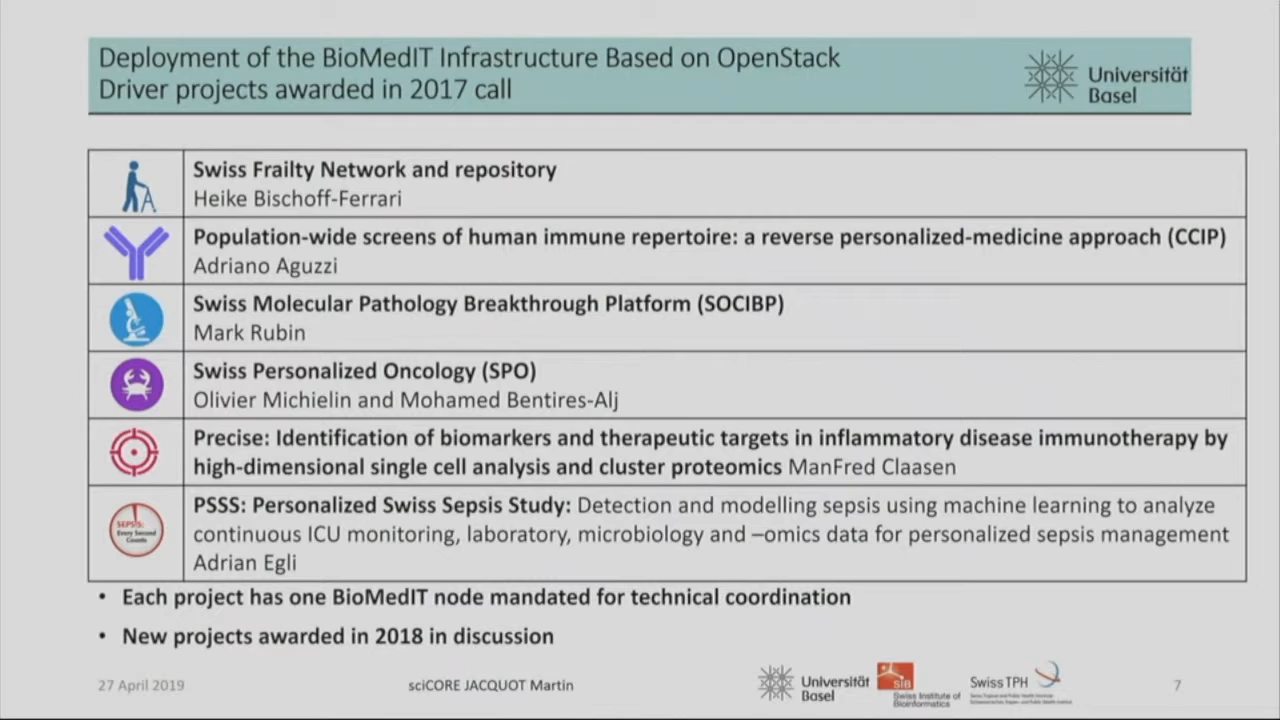 Deployment of the BioMedIT Infrastructure Based on OpenStack
Driver projects awarded in 2017 call
Universität
Basel
Swiss Frailty Network and repository
Heike Bischoff-Ferrari
Population-wide screens of human immune repertoire: a reverse personalized-medicine approach (CCIP)
Adriano Aguzzi
Swiss Molecular Pathology Breakthrough Platform (SOCIBP)
Mark Rubin
Swiss Personalized Oncology (SPO)
Olivier Michielin and Mohamed Bentires-Alj
Precise: Identification of biomarkers and therapeutic targets in inflammatory disease immunotherapy by
high-dimensional single cell analysis and cluster proteomics ManFred Claasen
SEPSIS:
Every Second
Counts
PSSS: Personalized Swiss Sepsis Study: Detection and modelling sepsis using machine learning to analyze
continuous ICU monitoring, laboratory, microbiology and –omics data for personalized sepsis management
Adrian Egli
• Each project has one BioMedIT node mandated for technical coordination
• New projects awarded in 2018 in discussion
27 April 2019
sciCORE JACQUOT Martin
Universität
Basel
SIB
Swiss Institute of
Bioinformatics
Swiss TPH
7